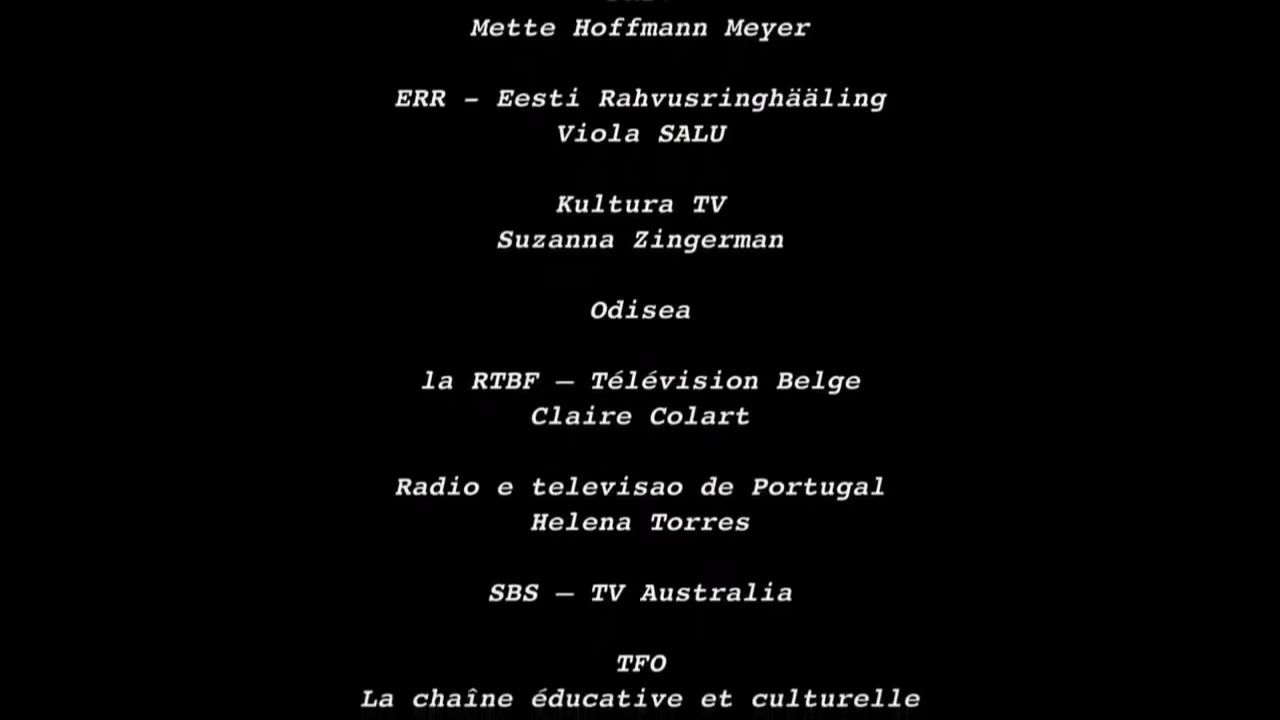 Mette Hoffmann Meyer
ERR - Eesti Rahvusringhääling
Viola SALU
Kultura TV
Suzanna Zingerman
Odisea
la RTBF – Télévision Belge
Claire Colart
Radio e televisao de Portugal
Helena Torres
SBS – TV Australia
TFO
La chaîne éducative et culturelle